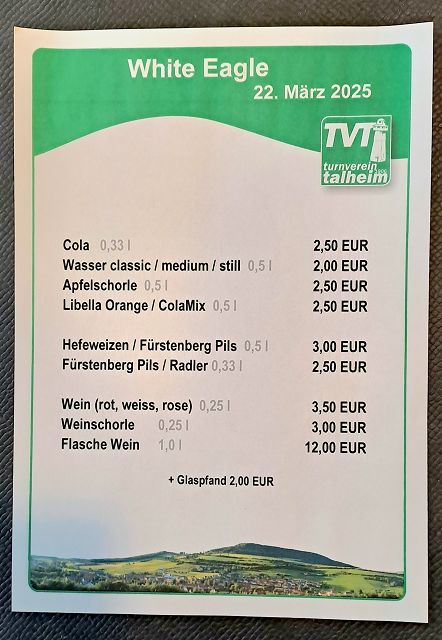 White Eagle
22. März 2025
TVT
turnverein
talheim
Cola 0,33 l 2,50 EUR
Wasser classic / medium / still 0,5 l 2,00 EUR
Apfelschorle 0,5 l 2,50 EUR
Libella Orange / ColaMix 0,5 l 2,50 EUR
Hefeweizen / Fürstenberg Pils 0,5 l 3,00 EUR
Fürstenberg Pils / Radler 0,33 l 2,50 EUR
Wein (rot, weiss, rose) 0,25 l 3,50 EUR
Weinschorle 0,25 l 3,00 EUR
Flasche Wein 1,0 l 12,00 EUR
+ Glaspfand 2,00 EUR